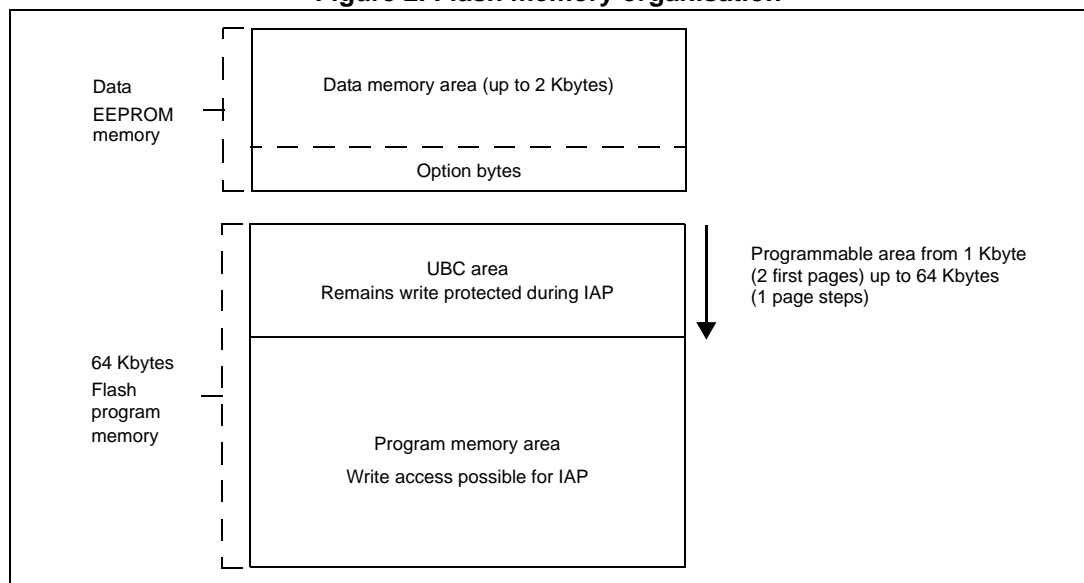 Figure 2. Flash memory organisation
Data
EEPROM
memory
Data memory area (up to 2 Kbytes)
Option bytes
64 Kbytes
Flash
program
memory
UBC area
Remains write protected during IAP
Program memory area
Write access possible for IAP
Programmable area from 1 Kbyte
(2 first pages) up to 64 Kbytes
(1 page steps)